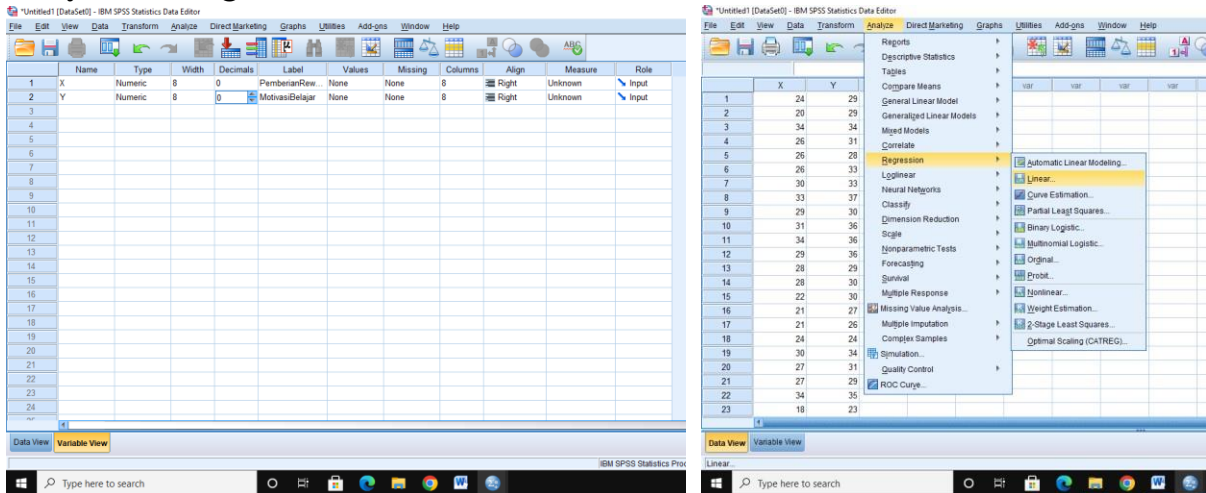 *Untitled1 [DataSet0] - IBM SPSS Statistics Data Editor
File Edit View Data Transform Analyze Direct Marketing Graphs Utilities Add-ons Window Help
Name Type Width Decimals Label Values Missing Columns Align Measure Role
1 X Numeric 8 0 PemberianRew... None None 8 Right Unknown Input
2 Y Numeric 8 0 MotivasiBelajar None None 8 Right Unknown Input
3
4
5
6
7
8
9
10
11
12
13
14
15
16
17
18
19
20
21
22
23
24
Data View Variable View
IBM SPSS Statistics Proc
Type here to search
*Untitled1 [DataSet0] - IBM SPSS Statistics Data Editor
File Edit View Data Transform Analyze Direct Marketing Graphs Utilities Add-ons Window Help
X Y var var var var
1 24 29
2 20 29
3 34 34
4 26 31
5 26 28
6 26 33
7 30 33
8 33 37
9 29 30
10 31 36
11 34 36
12 29 36
13 28 29
14 28 30
15 22 30
16 21 27
17 21 26
18 24 24
19 30 34
20 27 31
21 27 29
22 34 35
23 18 23
Reports
Descriptive Statistics
Tables
Compare Means
General Linear Model
Generalized Linear Models
Mixed Models
Correlate
Regression
Loglinear
Neural Networks
Classify
Dimension Reduction
Scale
Nonparametric Tests
Forecasting
Survival
Multiple Response
Missing Value Analysis...
Multiple Imputation
Complex Samples
Simulation...
Quality Control
ROC Curve...
Automatic Linear Modeling...
Linear...
Curve Estimation...
Partial Least Squares...
Binary Logistic...
Multinomial Logistic...
Ordinal...
Probit...
Nonlinear...
Weight Estimation...
2-Stage Least Squares...
Optimal Scaling (CATREG)...
Data View Variable View
Linear...
Type here to search